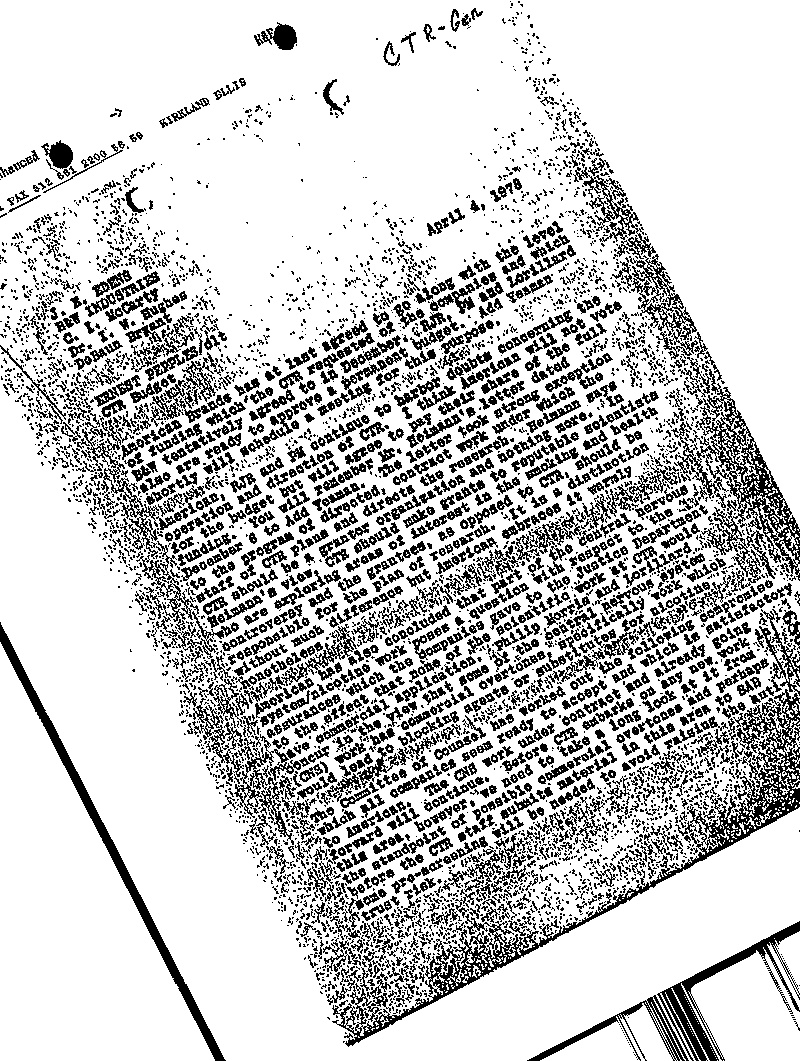 CTR-Gen
KIRKLAND ELLIS
FAX 312 661 2200 E6 59
April 4, 1978
J. E. EDENS
B&W INDUSTRIES
C. I. McCarty
Dr. I. W. Hughes
DeBaun Bryant
ERNEST PEPPLES/dlt
CTR Budget
American Brands has at last agreed to go along with the level
of funding which the CTR requested of the companies and which
B&W tentatively agreed to in December. RJR, PM and Lorillard
also are ready to approve a permanent budget. Add Yeaman
shortly will schedule a meeting for this purpose.
American, RJR and PM continue to harbor doubts concerning the
operation and direction of CTR. I think American will not vote
for the budget but will agree to pay their share of the full
funding. You will remember Mr. Heimann's letter dated
December 6 to Add Yeaman. The letter took strong exception
to the program of directed, contract work under which the
staff of CTR plans and directs the research. Heimann says
CTR should be a grantor organization and nothing more. In
Heimann's view, CTR should make grants to reputable scientists
who are exploring areas of interest in the smoking and health
controversy and the grantees, as opposed to CTR, should be
responsible for the plan of research. It is a distinction
without much difference but American embraces it warmly
nonetheless.
American has also concluded that part of the central nervous
system/nicotine work poses a question with respect to the
assurances which the companies gave to the Justice Department
to the effect that none of the scientific work at CTR would
have commercial application. Philip Morris and Lorillard
concur in the view that some of the central nervous system
(CNS) work has commercial overtones, specifically work which
could lead to blocking agents or substitutes for nicotine.
The Committee of Counsel has worked out the following compromise
which all companies seem ready to accept and which is satisfactory
to American. The CNS work under contract and already going
forward will continue. Before CTR embarks on any new work in
this area, however, we need to take a long look at it from
the standpoint of possible commercial overtones and perhaps
before the CTR staff submits material in this area to SAB
some pre-screening will be needed to avoid raising the anti-
trust risk.